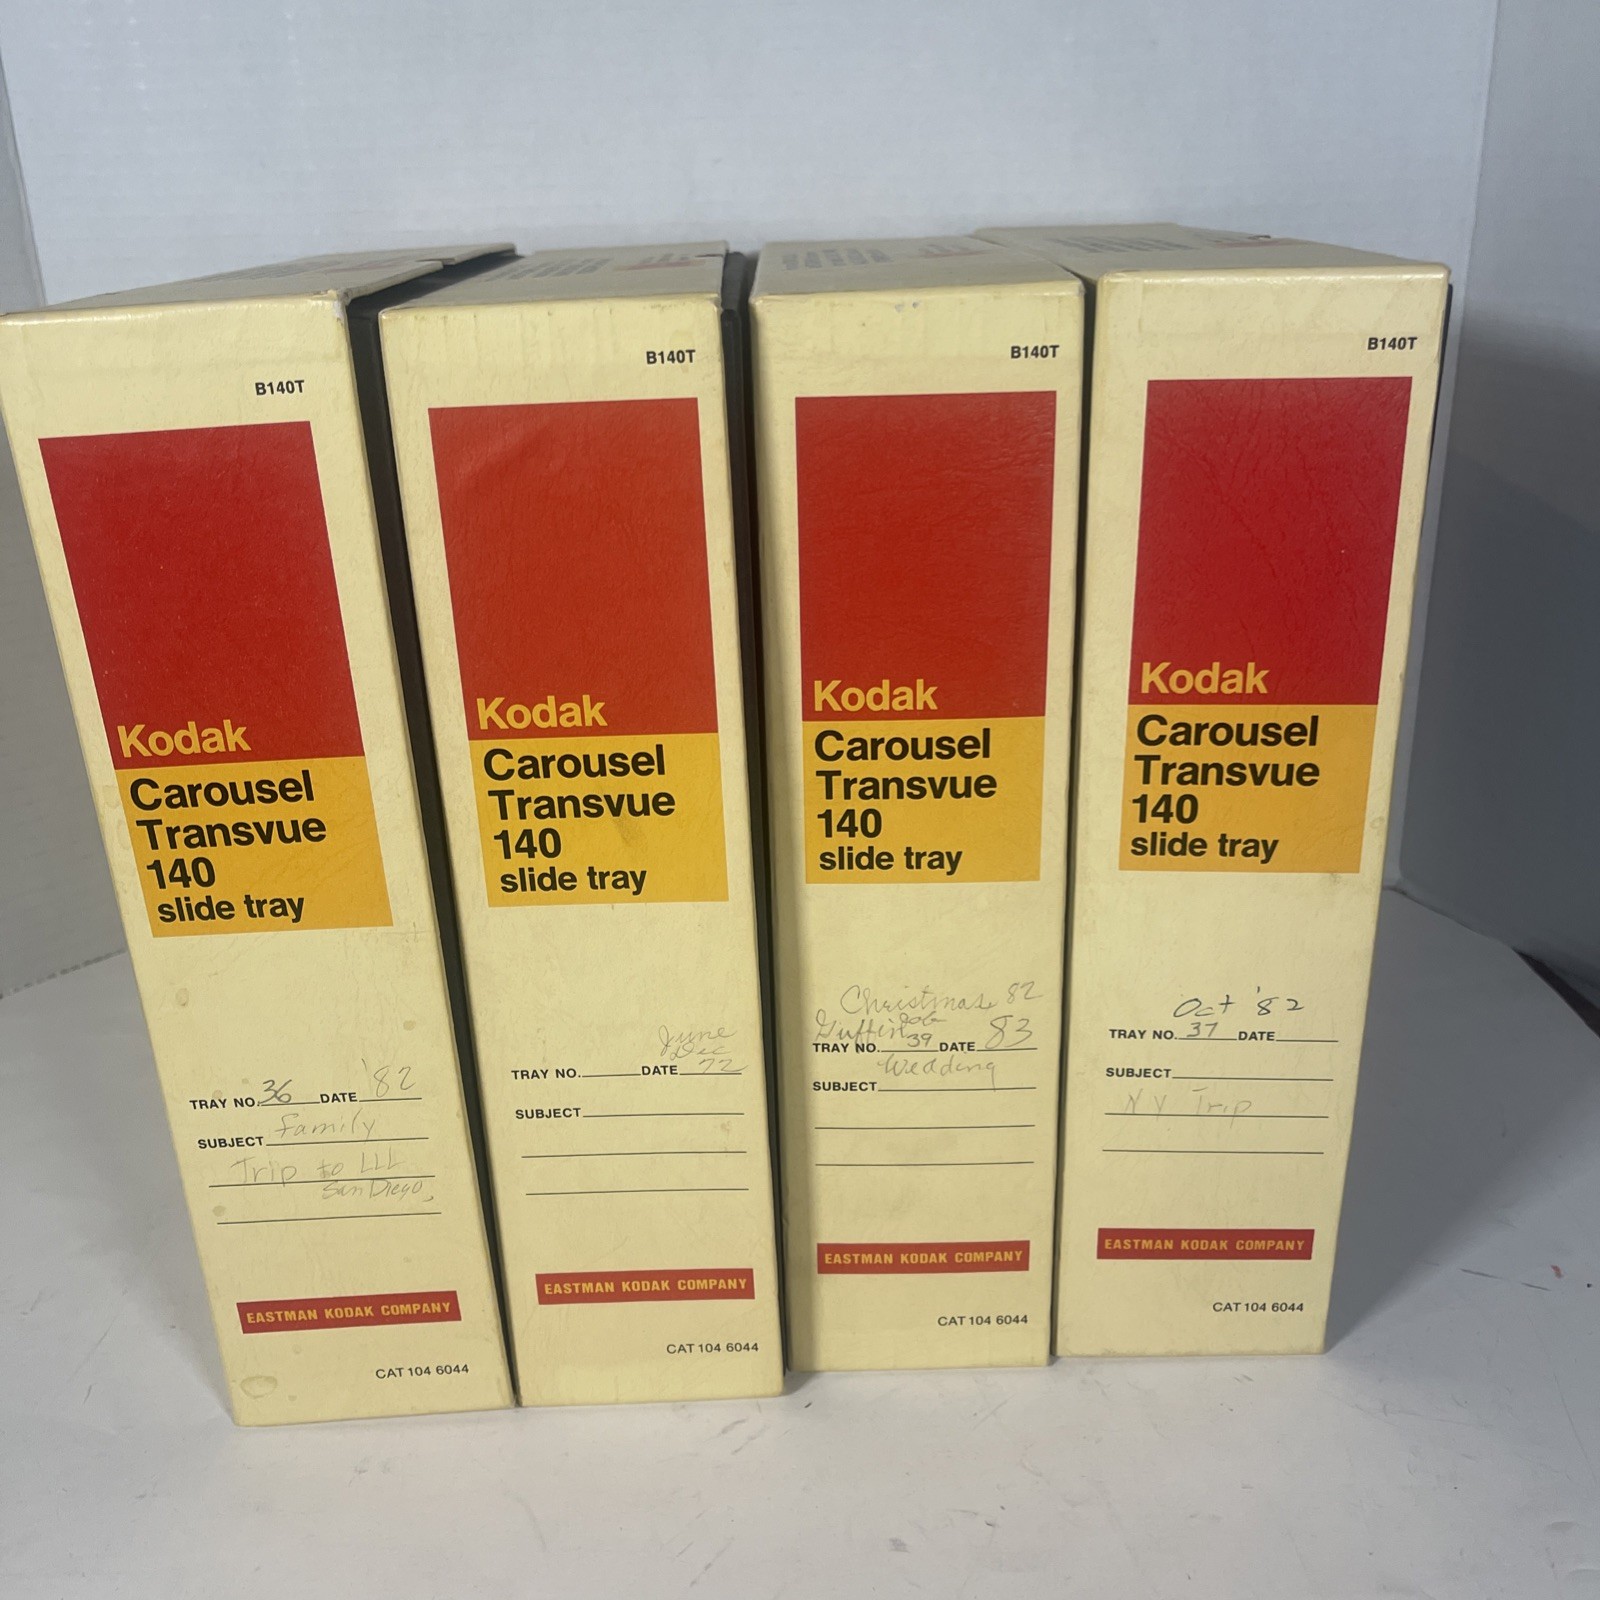 B140T
Kodak
Carousel
Transvue
140
slide tray
TRAY NO. 36 DATE '82
SUBJECT Family
Trip to LLL
San Diego,
EASTMAN KODAK COMPANY
CAT 104 6044
B140T
Kodak
Carousel
Transvue
140
slide tray
June
Dec
TRAY NO. DATE 72
SUBJECT
EASTMAN KODAK COMPANY
CAT 104 6044
B140T
Kodak
Carousel
Transvue
140
slide tray
Christmas 82
TRAY NO. 39 DATE 83
Wedding
SUBJECT
EASTMAN KODAK COMPANY
CAT 104 6044
B140T
Kodak
Carousel
Transvue
140
slide tray
Oct '82
TRAY NO. 37 DATE
SUBJECT
NY Trip
EASTMAN KODAK COMPANY
CAT 104 6044